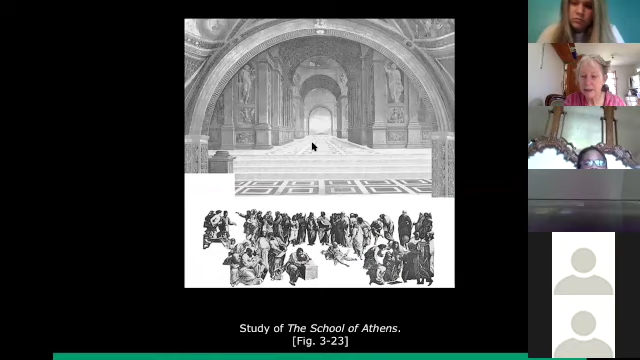 Study of The School of Athens.
[Fig. 3-23]